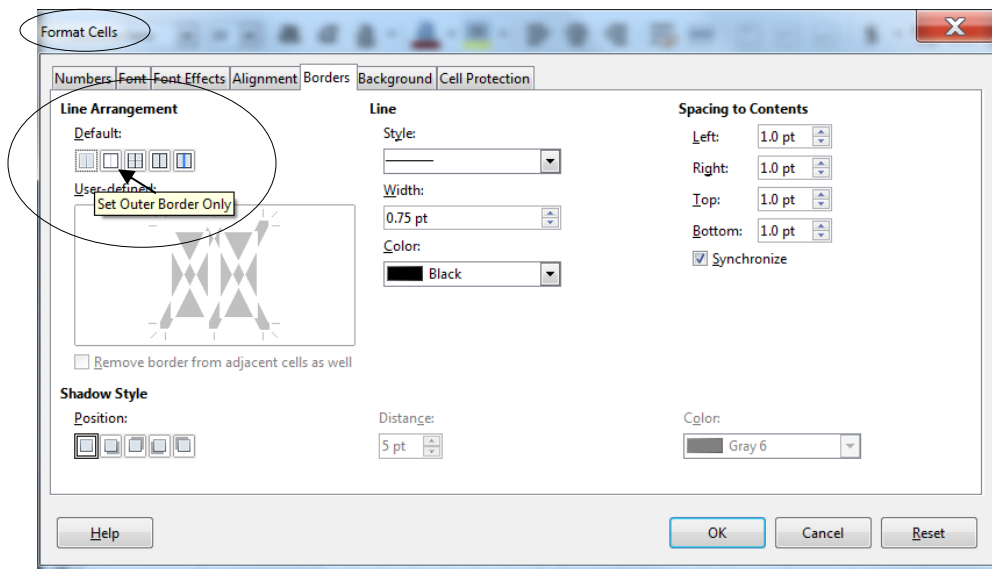 Format Cells
Numbers Font Font Effects Alignment Borders Background Cell Protection
Line Arrangement
Default:
User-defined:
Set Outer Border Only
Remove border from adjacent cells as well
Line
Style:
Width:
0.75 pt
Color:
Black
Spacing to Contents
Left: 1.0 pt
Right: 1.0 pt
Top: 1.0 pt
Bottom: 1.0 pt
Synchronize
Shadow Style
Position:
Distance:
5 pt
Color:
Gray 6
Help
OK
Cancel
Reset